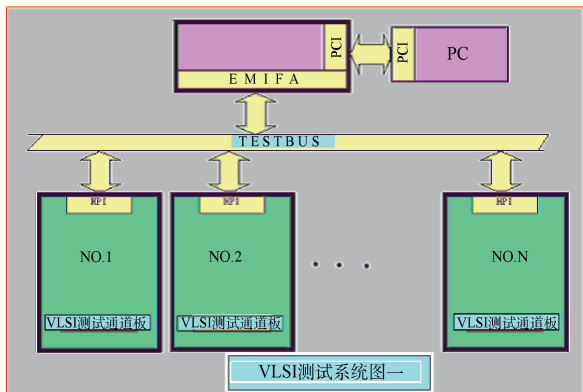 PCI
PCI
PC
EMIFA
TESTBUS
HPI
HPI
HPI
NO.1
NO.2
NO.N
VLSI测试通道板
VLSI测试通道板
VLSI测试通道板
VLSI测试系统图一